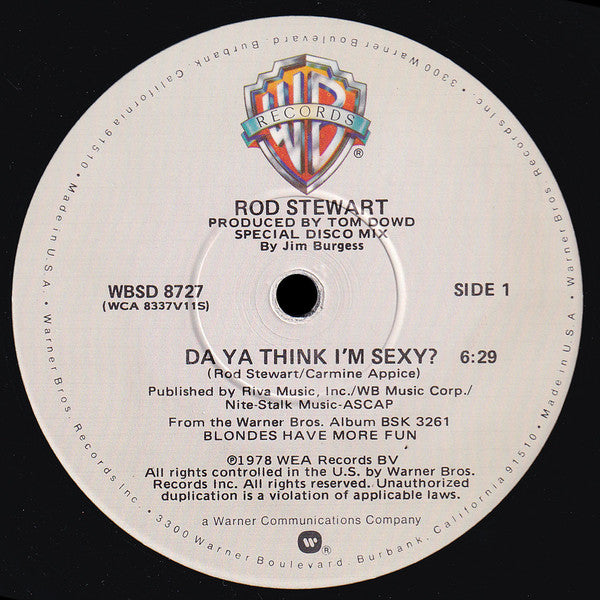 WB
RECORDS
®
ROD STEWART
PRODUCED BY TOM DOWD
SPECIAL DISCO MIX
By Jim Burgess
WBSD 8727
(WCA 8337V11S)
SIDE 1
DA YA THINK I'M SEXY? 6:29
(Rod Stewart/Carmine Appice)
Published by Riva Music, Inc./WB Music Corp./
Nite-Stalk Music-ASCAP
From the Warner Bros. Album BSK 3261
BLONDES HAVE MORE FUN
℗1978 WEA Records BV
All rights controlled in the U.S. by Warner Bros.
Records Inc. All rights reserved. Unauthorized
duplication is a violation of applicable laws.
a Warner Communications Company
®
Warner Bros. Records Inc. • 3300 Warner Boulevard, Burbank, California 91510 • Made in U.S.A. • Warner Bros. Records Inc. • 3300 Warner Boulevard, Burbank, California 91510 • Made in U.S.A. •